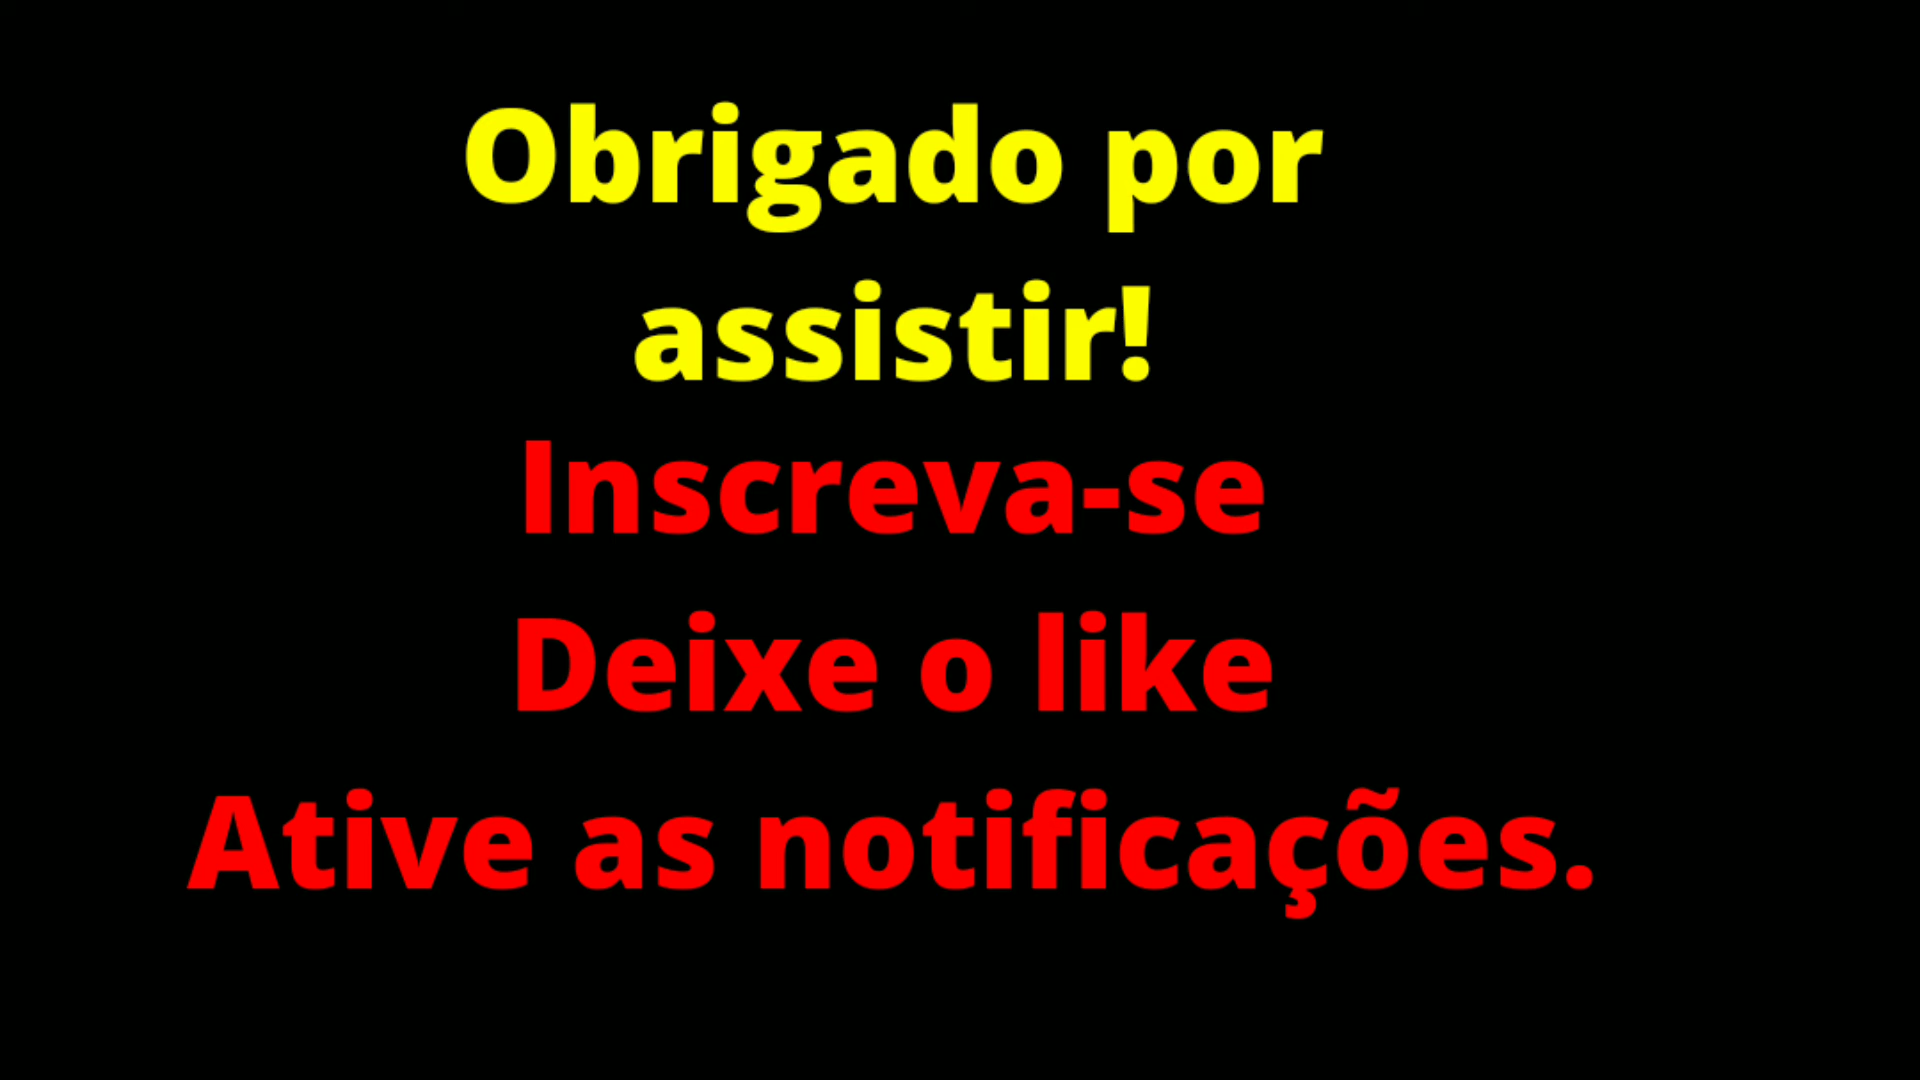 Obrigado por
assistir!
Inscreva-se
Deixe o like
Ative as notificações.